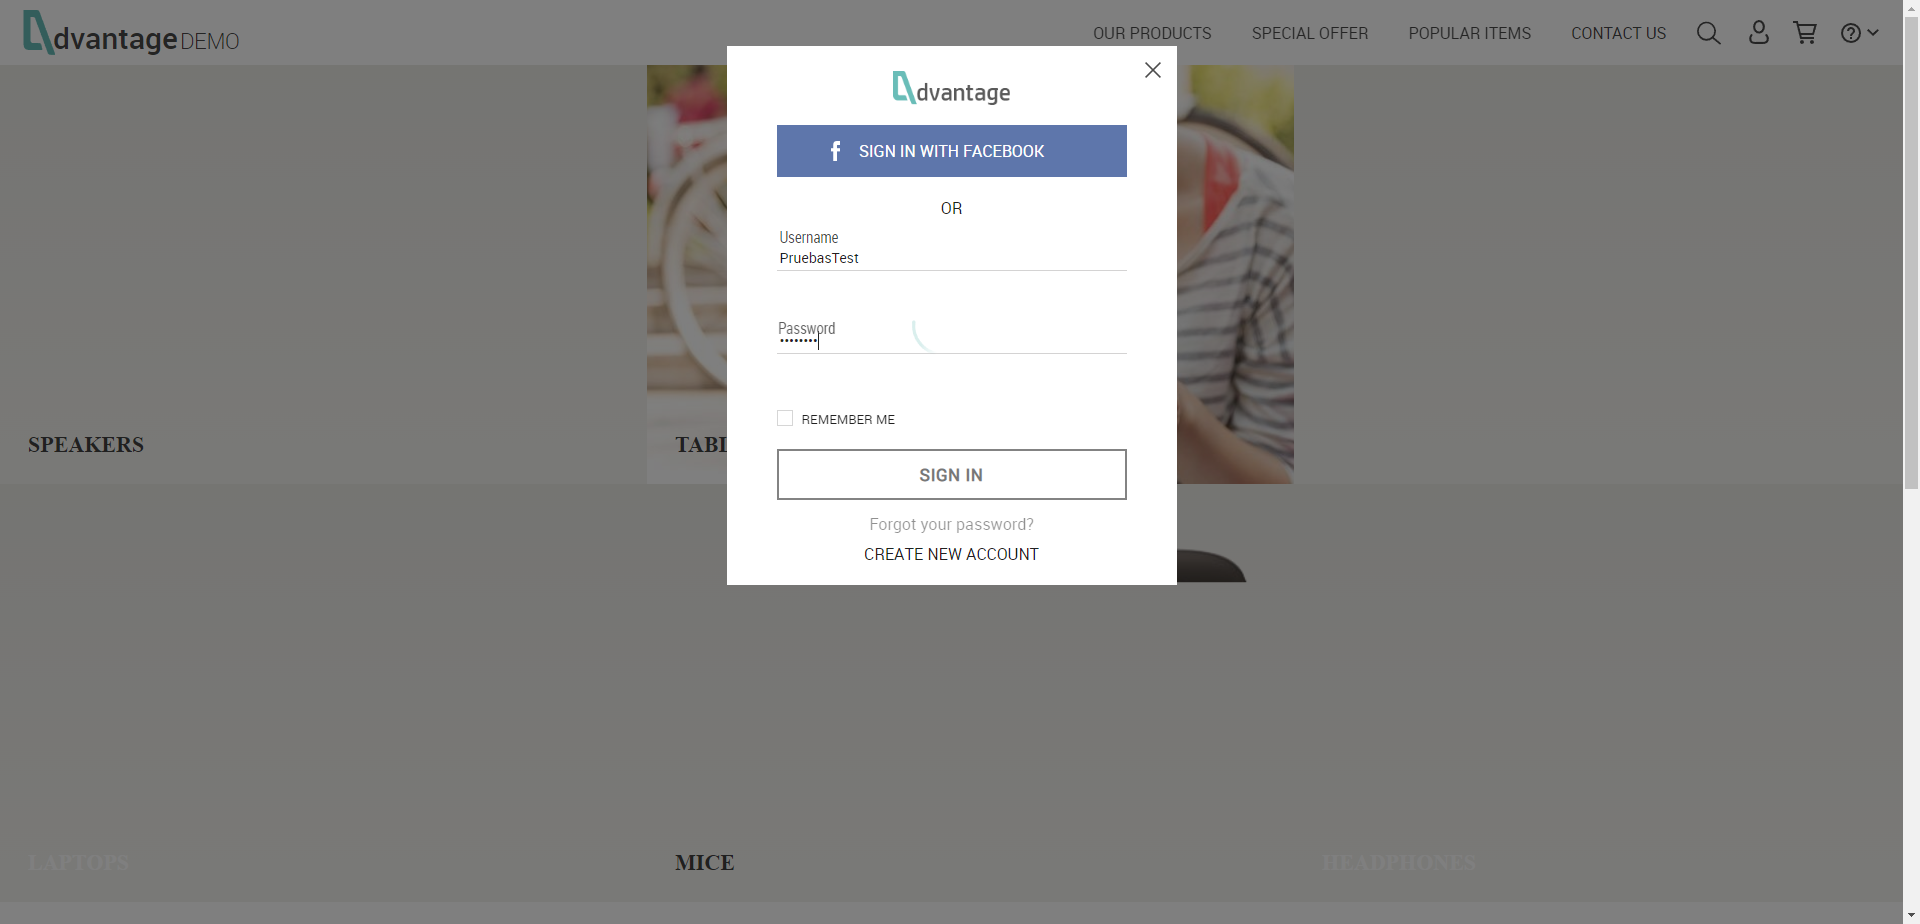 dvantage DEMO
OUR PRODUCTS
SPECIAL OFFER
POPULAR ITEMS
CONTACT US
dvantage
SIGN IN WITH FACEBOOK
OR
Username
PruebasTest
Password
••••••••
REMEMBER ME
SIGN IN
Forgot your password?
CREATE NEW ACCOUNT
SPEAKERS
TABL
LAPTOPS
MICE
HEADPHONES